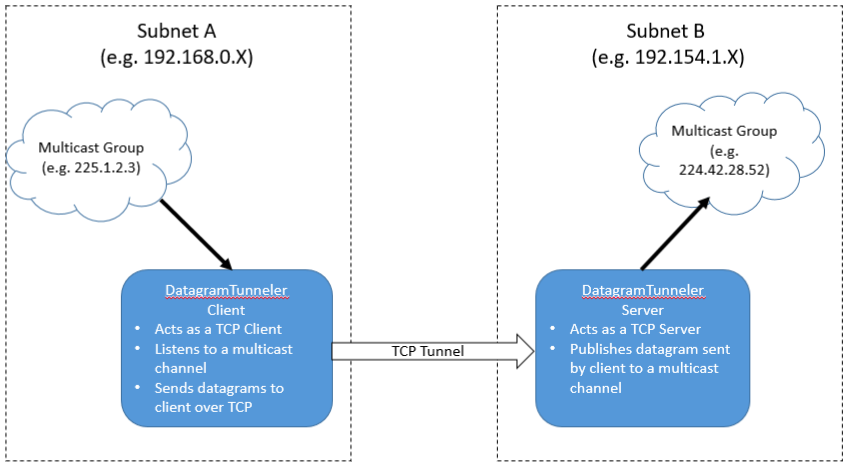 Subnet A
(e.g. 192.168.0.X)
Multicast Group
(e.g. 225.1.2.3)
DatagramTunneler
Client
• Acts as a TCP Client
• Listens to a multicast
channel
• Sends datagrams to
client over TCP
TCP Tunnel
Subnet B
(e.g. 192.154.1.X)
Multicast Group
(e.g.
224.42.28.52)
DatagramTunneler
Server
• Acts as a TCP Server
• Publishes datagram sent
by client to a multicast
channel